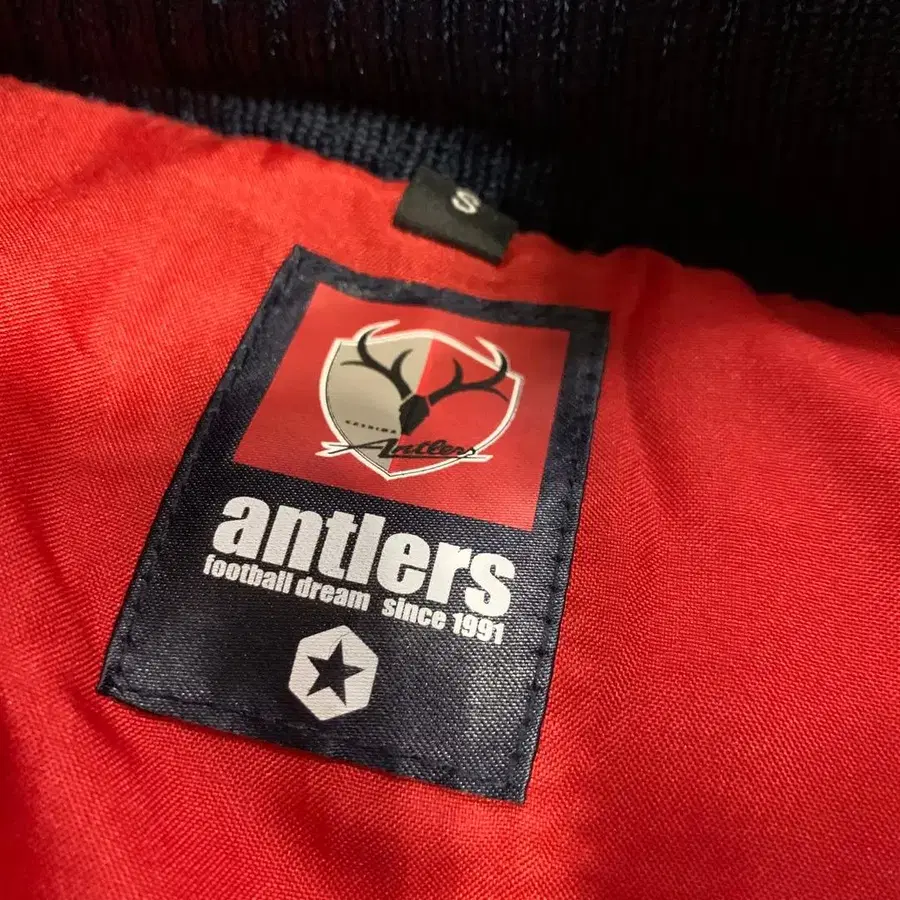 S
KASHIMA
Antlers
antlers
football dream since 1991